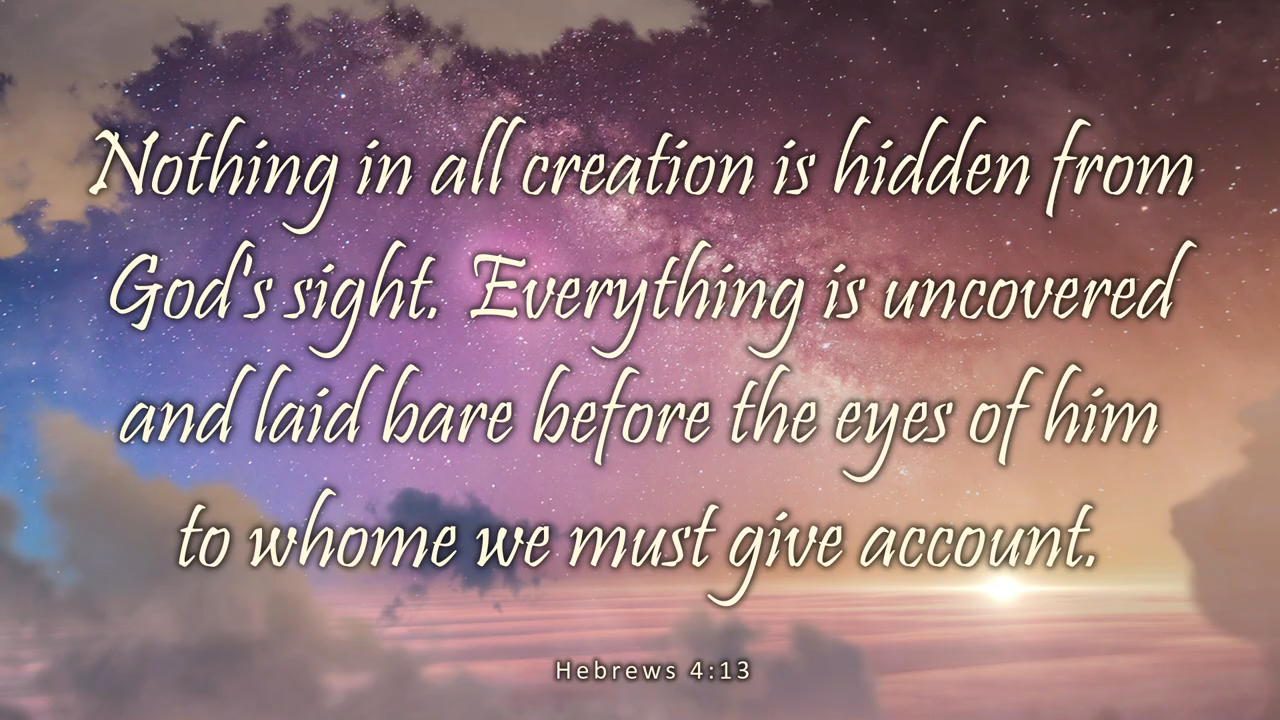 Nothing in all creation is hidden from
God's sight. Everything is uncovered
and laid bare before the eyes of him
to whome we must give account.
Hebrews 4:13